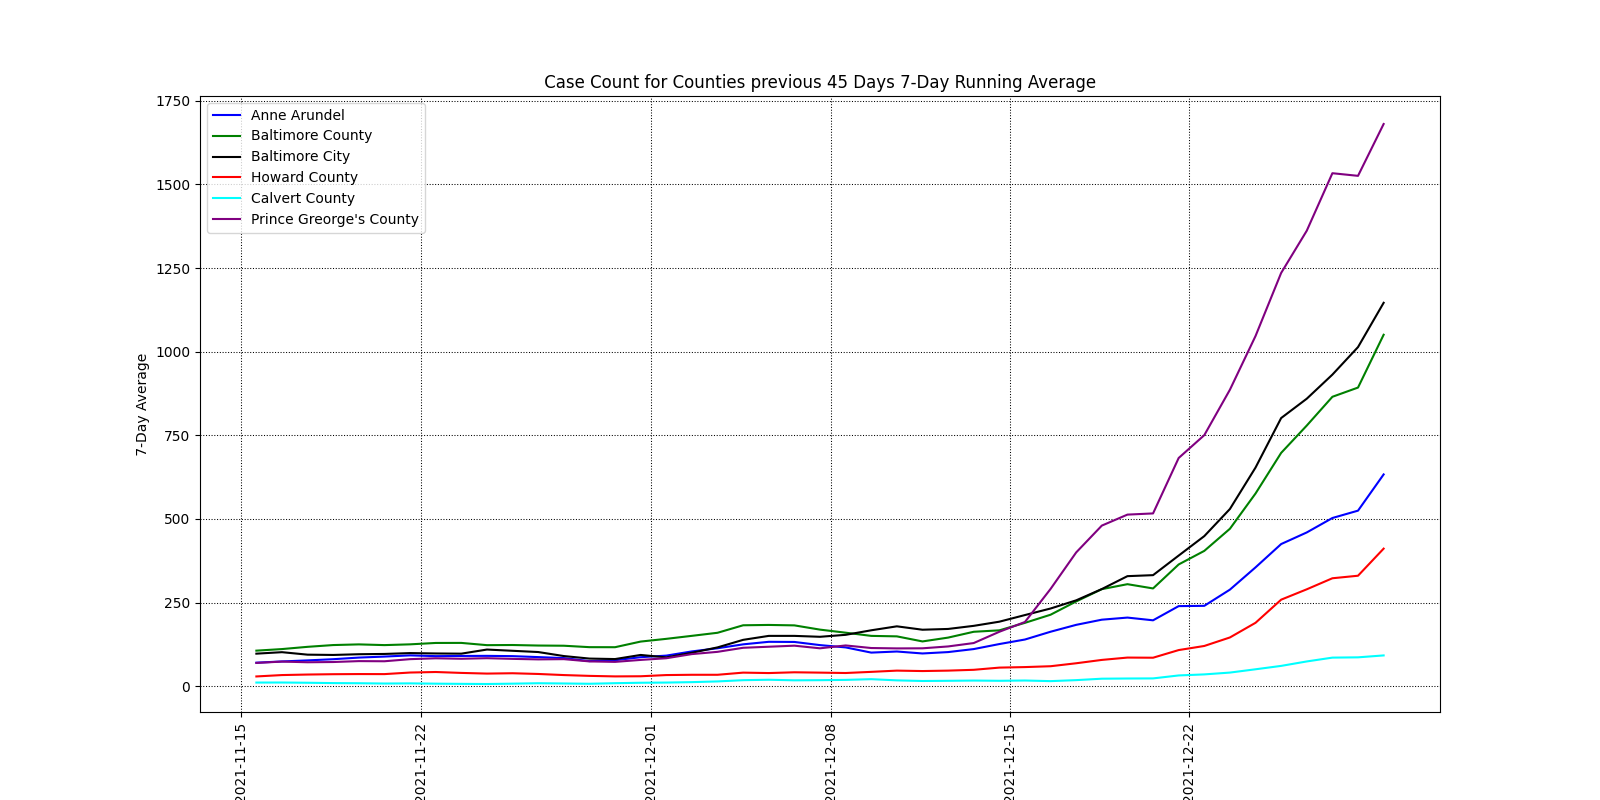 Case Count for Counties previous 45 Days 7-Day Running Average
1750
1500
1250
1000
750
500
250
0
7-Day Average
Anne Arundel
Baltimore County
Baltimore City
Howard County
Calvert County
Prince Greorge's County
2021-11-15
2021-11-22
2021-12-01
2021-12-08
2021-12-15
2021-12-22